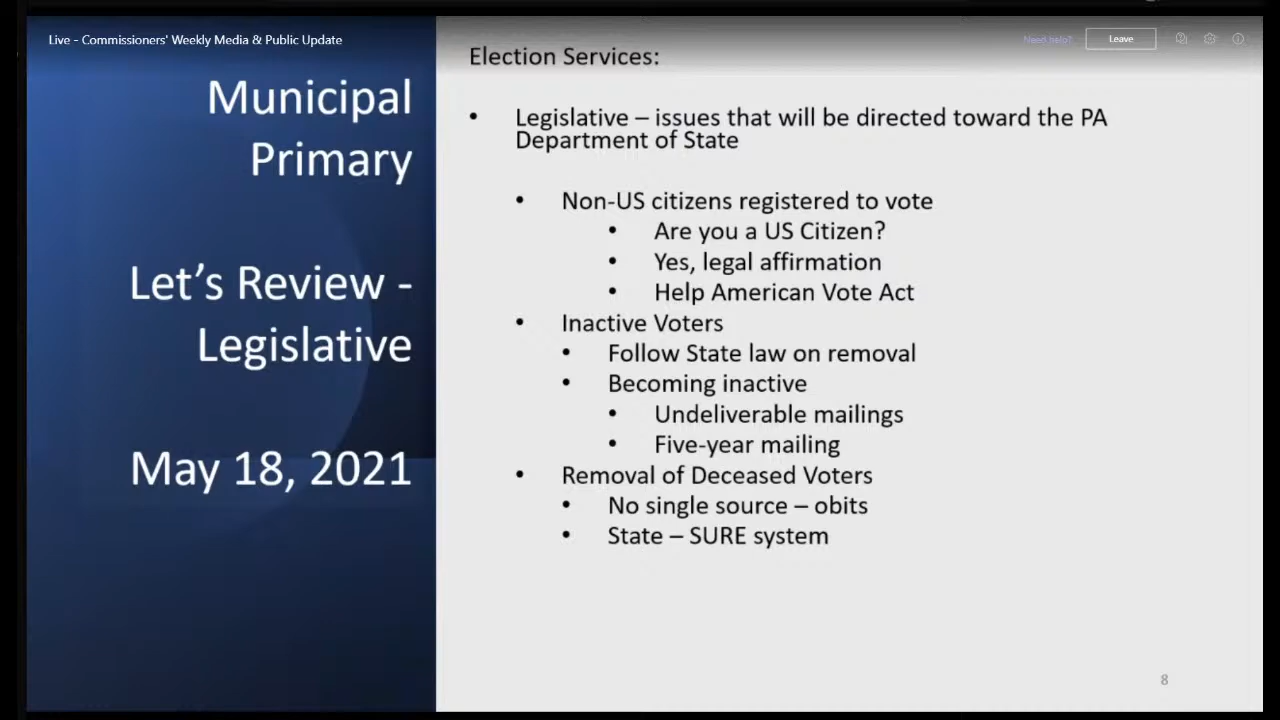 Live - Commissioners' Weekly Media & Public Update
Need help?
Leave
Municipal
Primary
Let's Review -
Legislative
May 18, 2021
Election Services:
• Legislative – issues that will be directed toward the PA
Department of State
• Non-US citizens registered to vote
• Are you a US Citizen?
• Yes, legal affirmation
• Help American Vote Act
• Inactive Voters
• Follow State law on removal
• Becoming inactive
• Undeliverable mailings
• Five-year mailing
• Removal of Deceased Voters
• No single source – obits
• State – SURE system
8